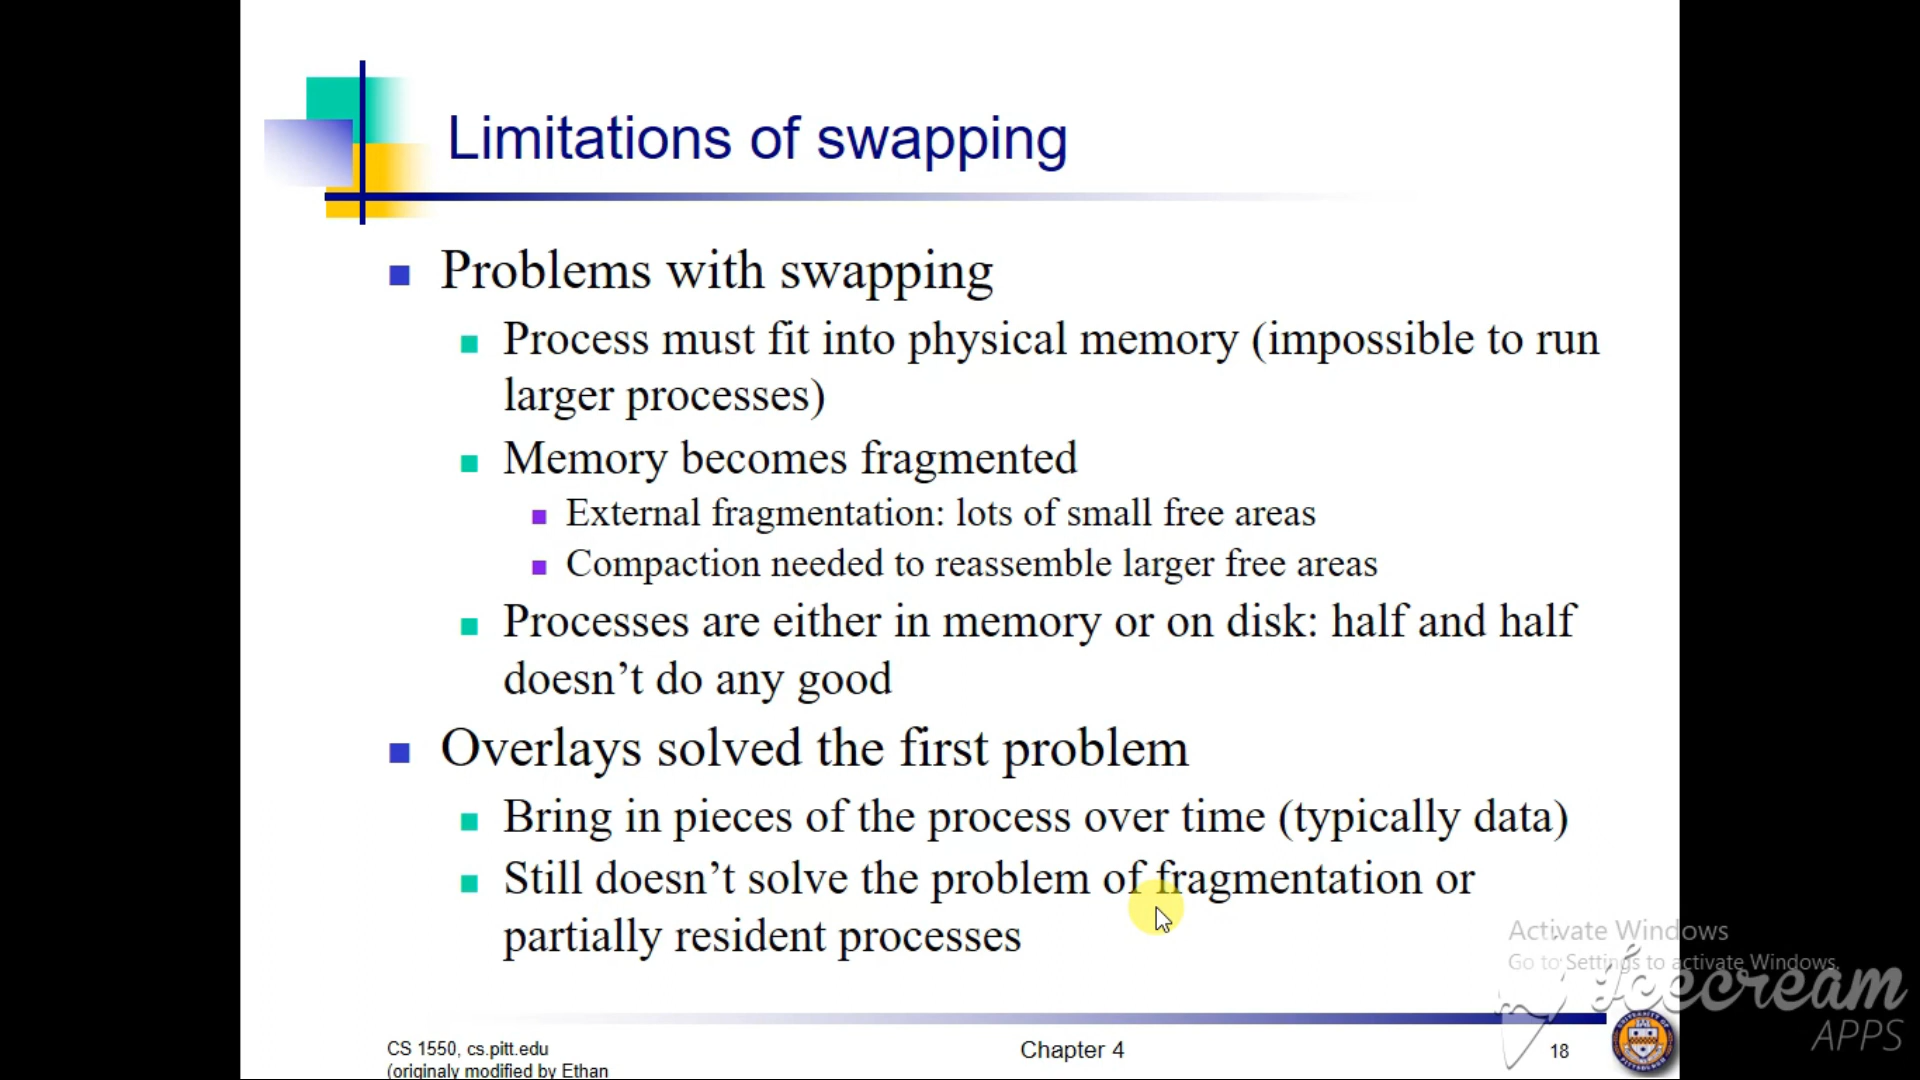 Limitations of swapping
Problems with swapping
Process must fit into physical memory (impossible to run
larger processes)
Memory becomes fragmented
External fragmentation: lots of small free areas
Compaction needed to reassemble larger free areas
Processes are either in memory or on disk: half and half
doesn’t do any good
Overlays solved the first problem
Bring in pieces of the process over time (typically data)
Still doesn’t solve the problem of fragmentation or
partially resident processes
Activate Windows
Go to Settings to activate Windows.
Icecream
APPS
CS 1550, cs.pitt.edu
(originaly modified by Ethan
Chapter 4
18